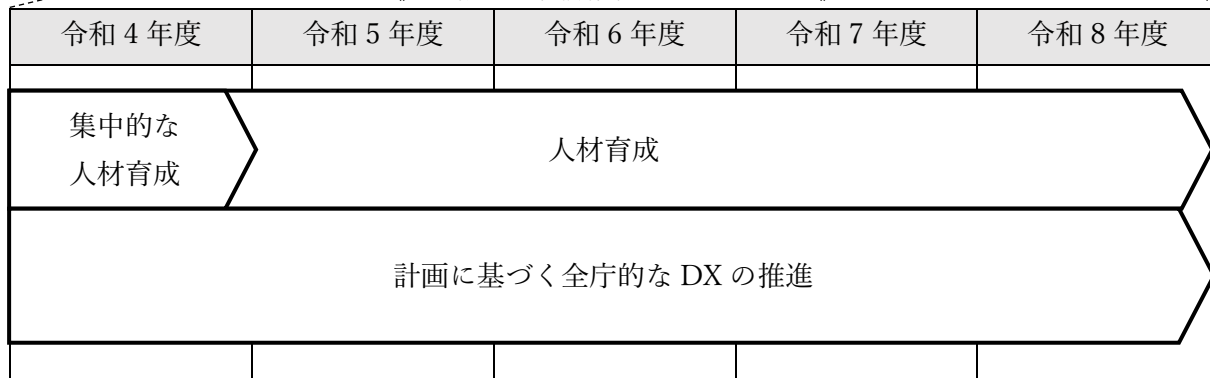 令和 4 年度 令和 5 年度 令和 6 年度 令和 7 年度 令和 8 年度
集中的な
人材育成
人材育成
計画に基づく全庁的な DX の推進